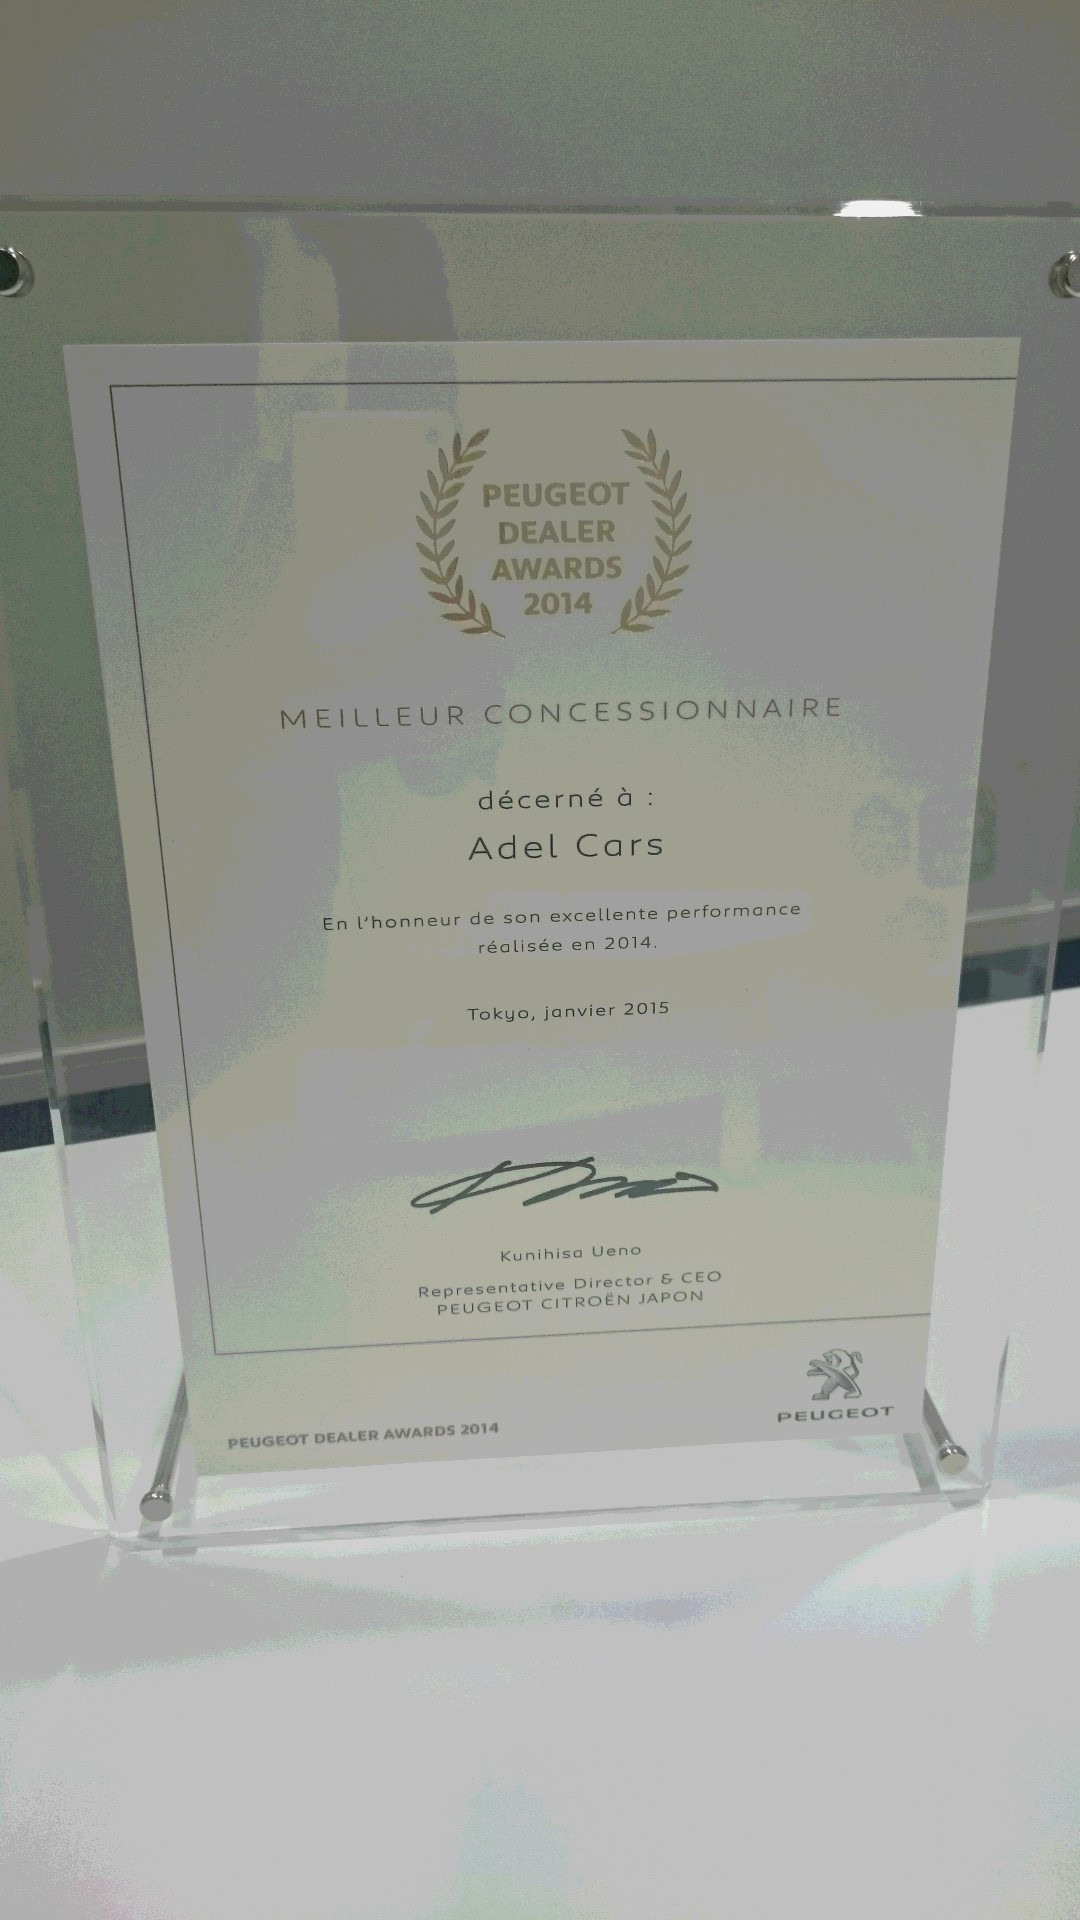 PEUGEOT
DEALER
AWARDS
2014
MEILLEUR CONCESSIONNAIRE
décerné à :
Adel Cars
En l'honneur de son excellente performance
réalisée en 2014.
Tokyo, janvier 2015
Kunihisa Ueno
Representative Director & CEO
PEUGEOT CITROËN JAPON
PEUGEOT
PEUGEOT DEALER AWARDS 2014